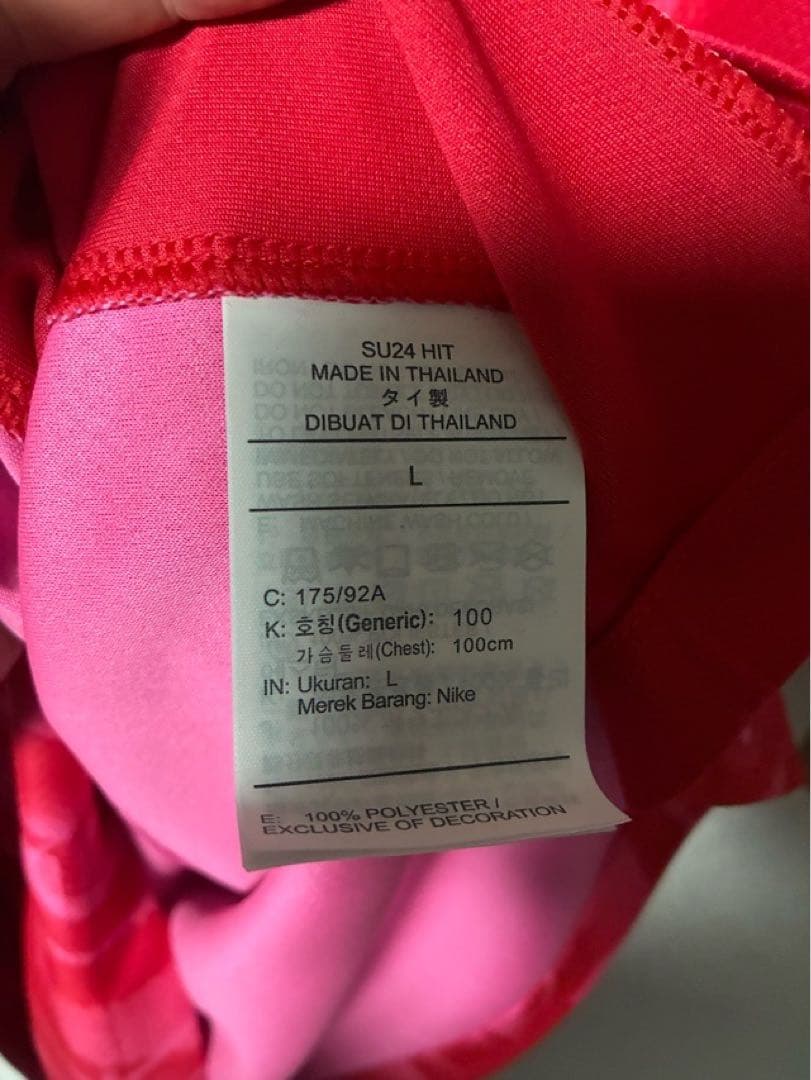 SU24 HIT
MADE IN THAILAND
タイ製
DIBUAT DI THAILAND
L
C: 175/92A
K: 호칭(Generic): 100
가슴둘레(Chest): 100cm
IN: Ukuran: L
Merek Barang: Nike
E: 100% POLYESTER /
EXCLUSIVE OF DECORATION